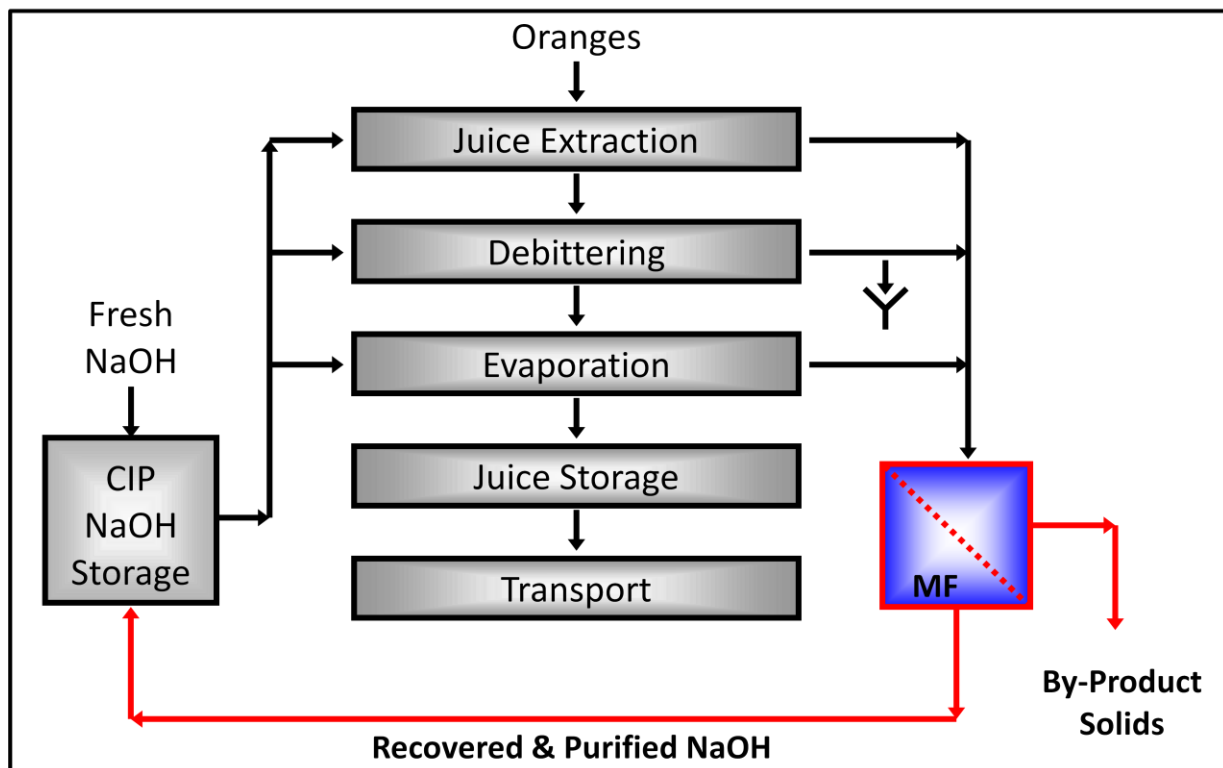 Oranges
Juice Extraction
Debittering
Fresh
NaOH
Evaporation
CIP
NaOH
Storage
Juice Storage
Transport
MF
By-Product
Solids
Recovered & Purified NaOH